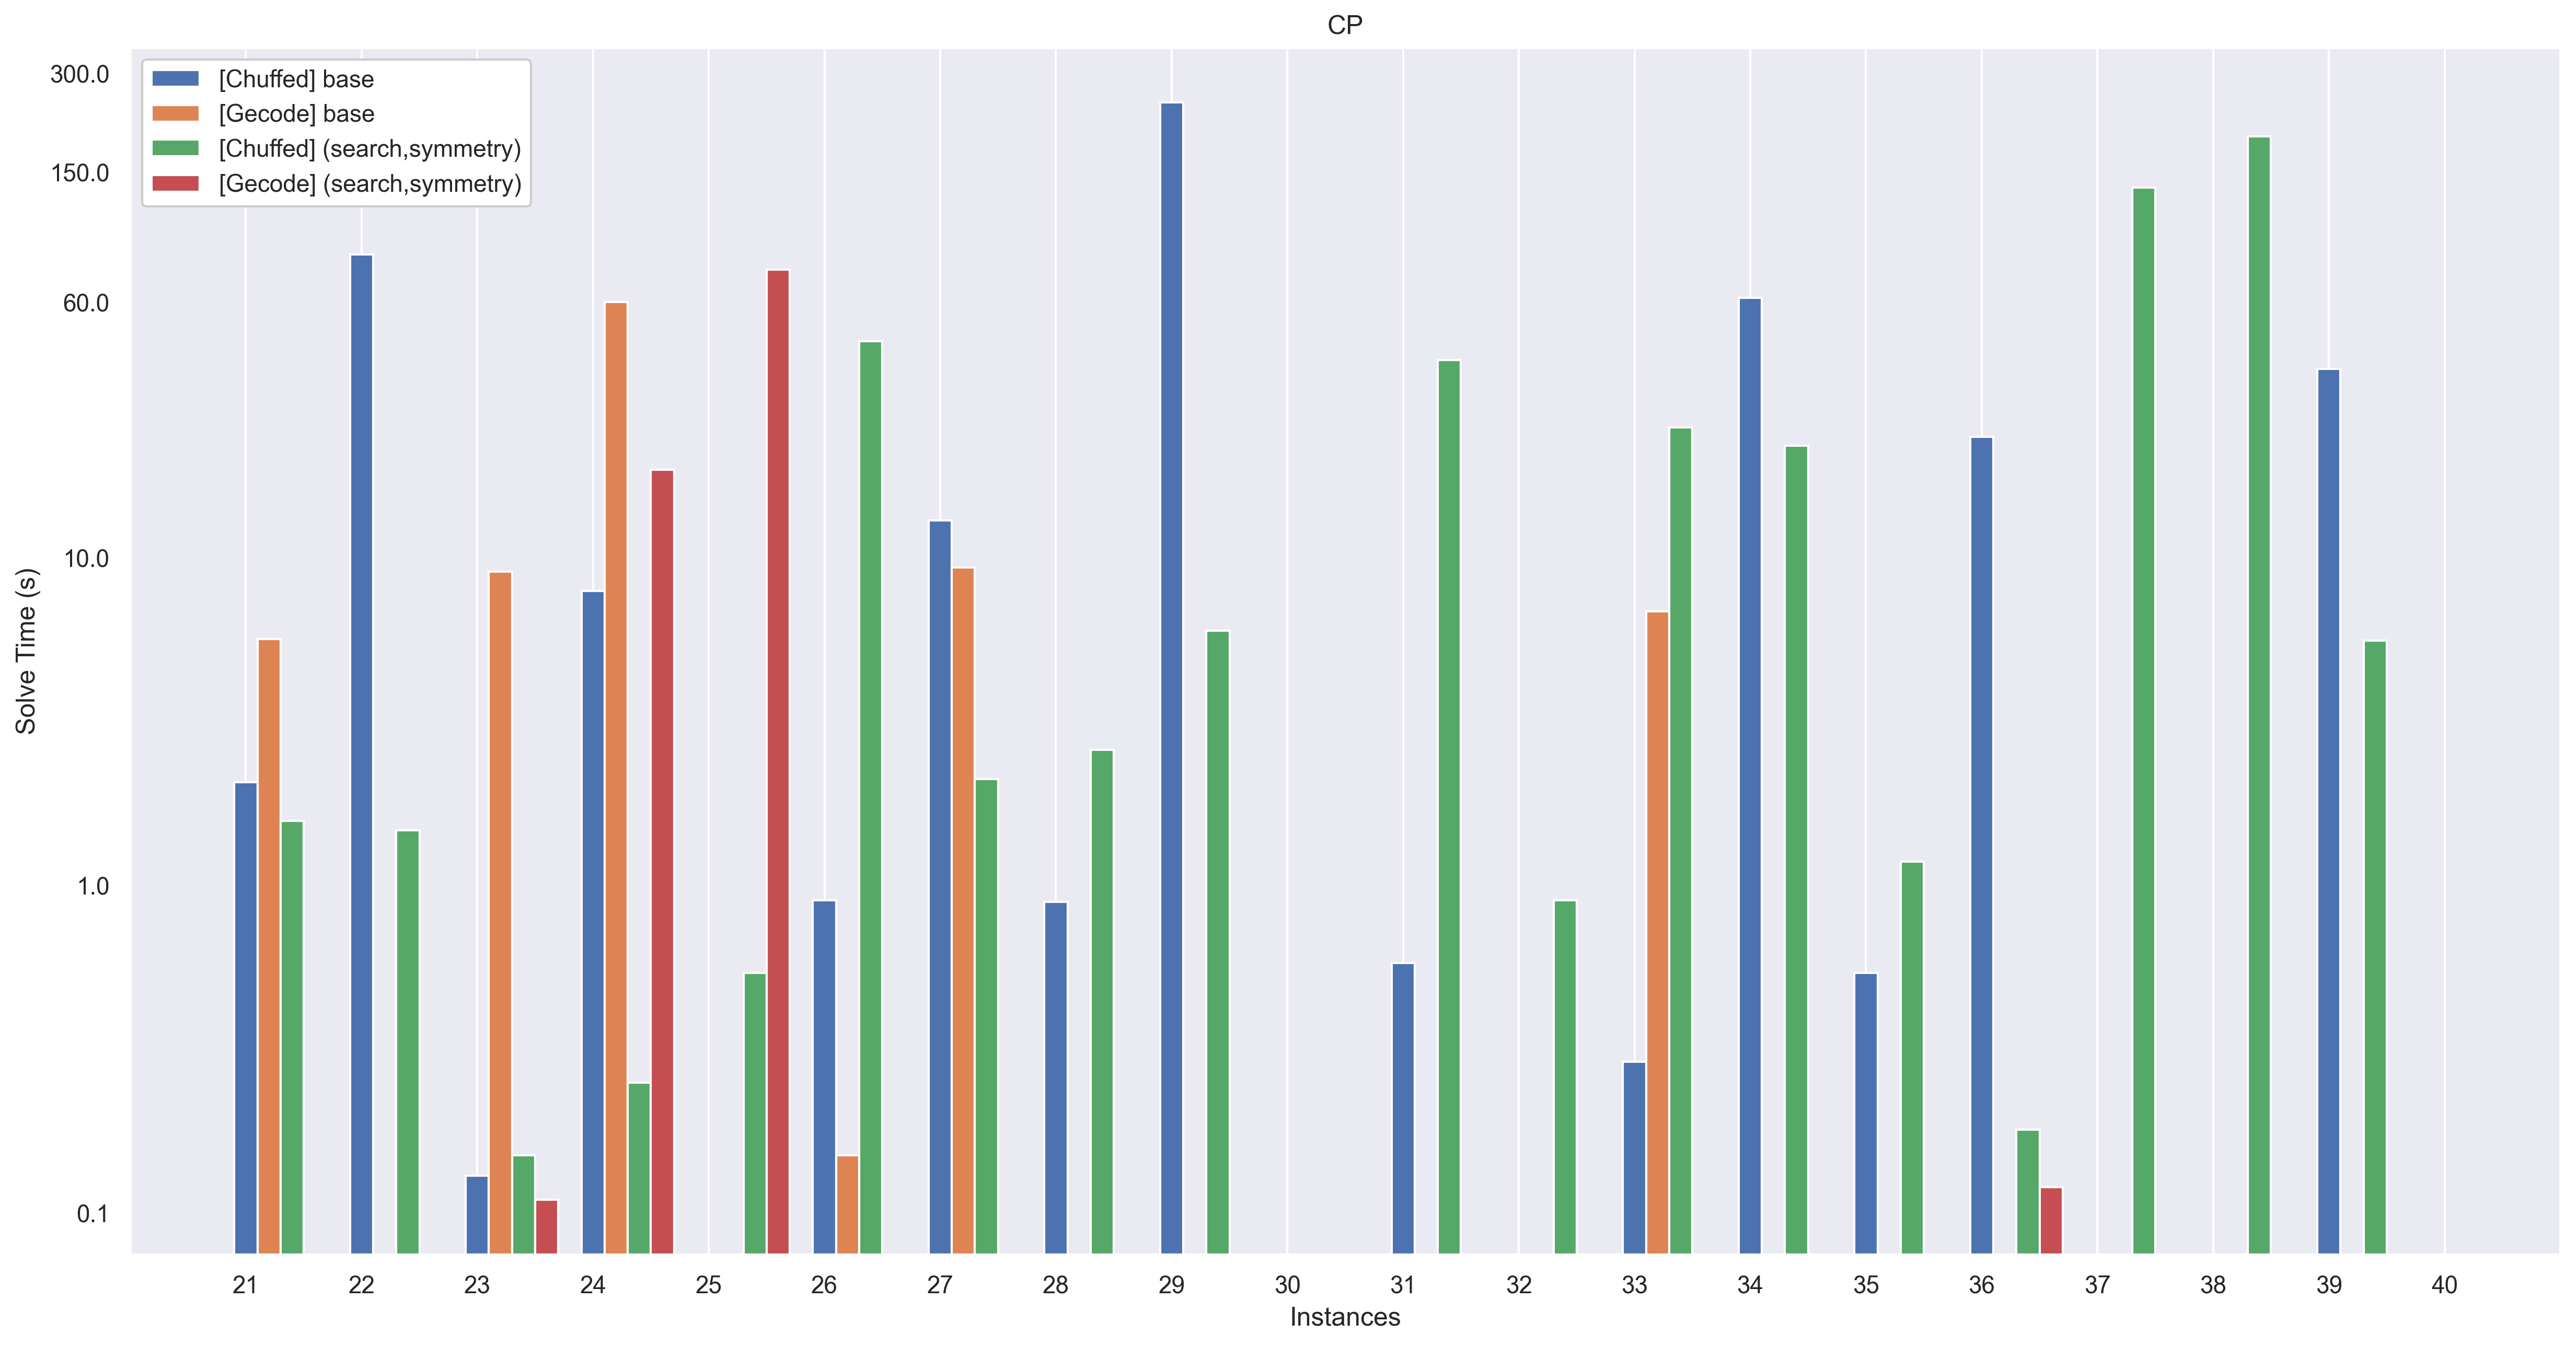 CP
300.0
150.0
60.0
10.0
1.0
0.1
Solve Time (s)
[Chuffed] base
[Gecode] base
[Chuffed] (search,symmetry)
[Gecode] (search,symmetry)
21 22 23 24 25 26 27 28 29 30 31 32 33 34 35 36 37 38 39 40
Instances